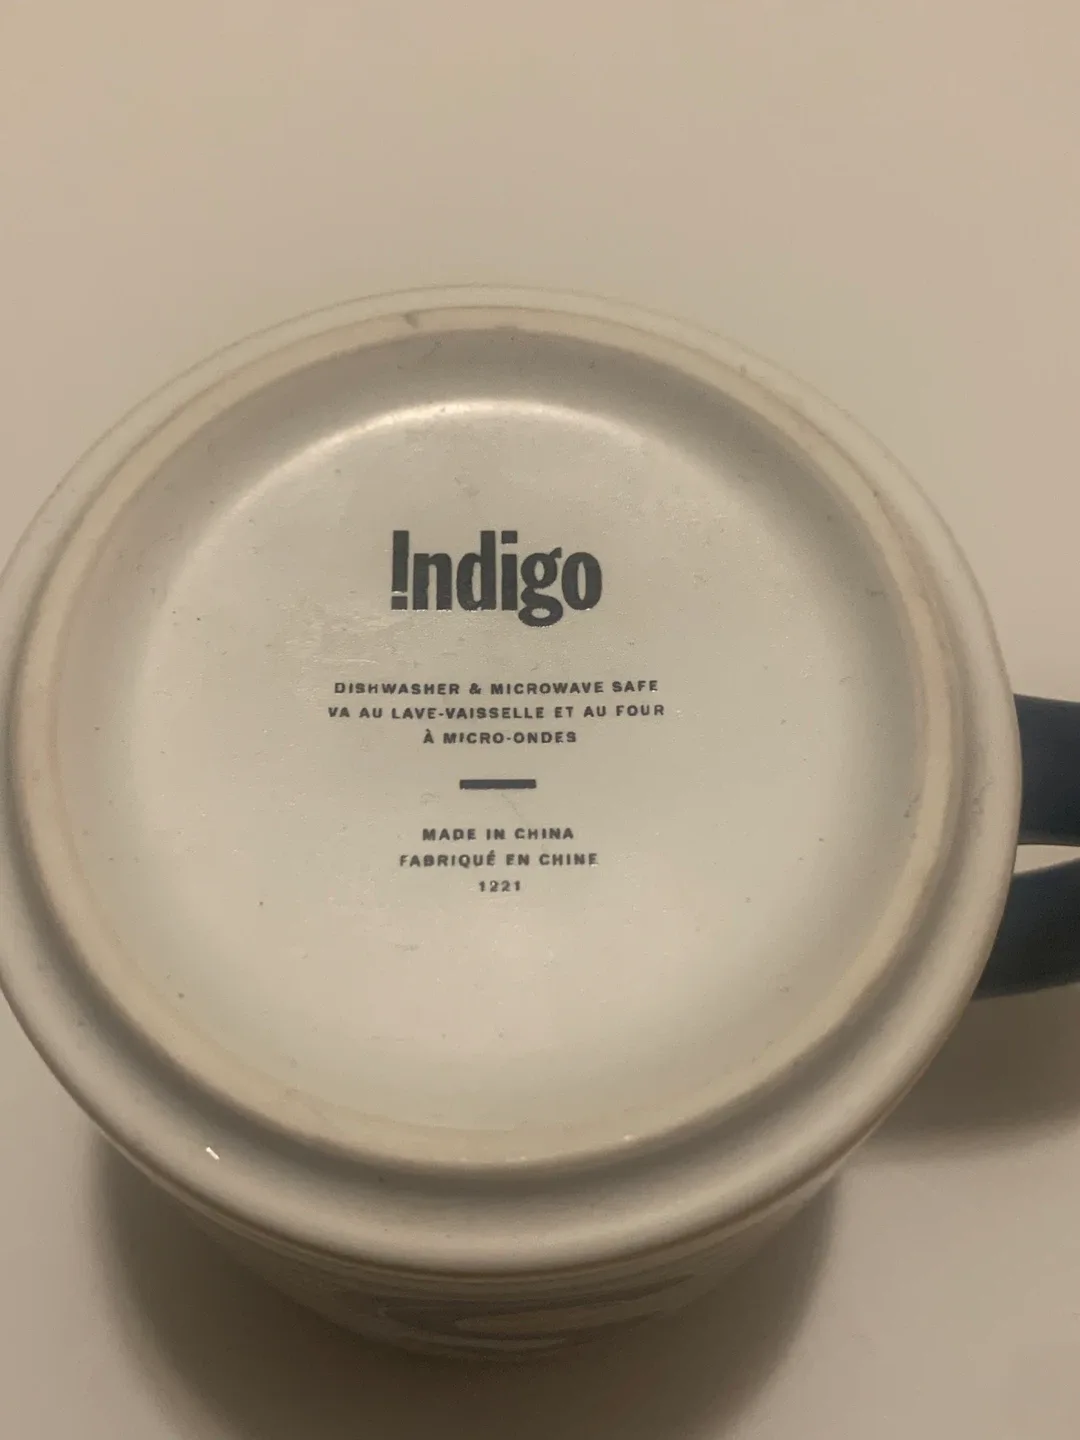 !ndigo
DISHWASHER & MICROWAVE SAFE
VA AU LAVE-VAISSELLE ET AU FOUR
À MICRO-ONDES
MADE IN CHINA
FABRIQUÉ EN CHINE
1221